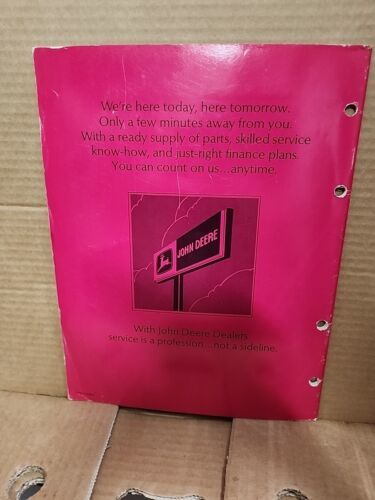 We're here today, here tomorrow.
Only a few minutes away from you.
With a ready supply of parts, skilled service
know-how, and just-right finance plans.
You can count on us...anytime.
JOHN DEERE
With John Deere Dealers
service is a profession...not a sideline.